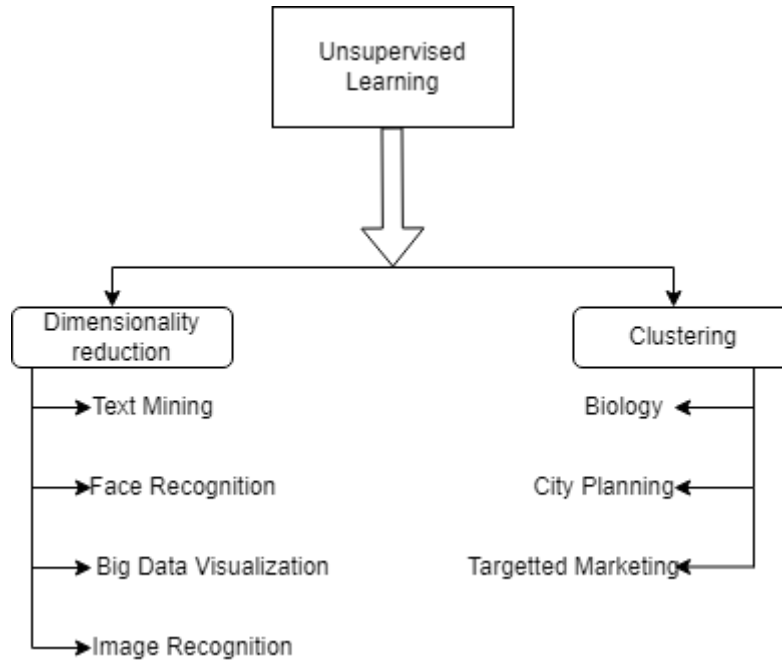 Unsupervised
Learning
Dimensionality
reduction
Clustering
Text Mining
Face Recognition
Big Data Visualization
Image Recognition
Biology
City Planning
Targetted Marketing